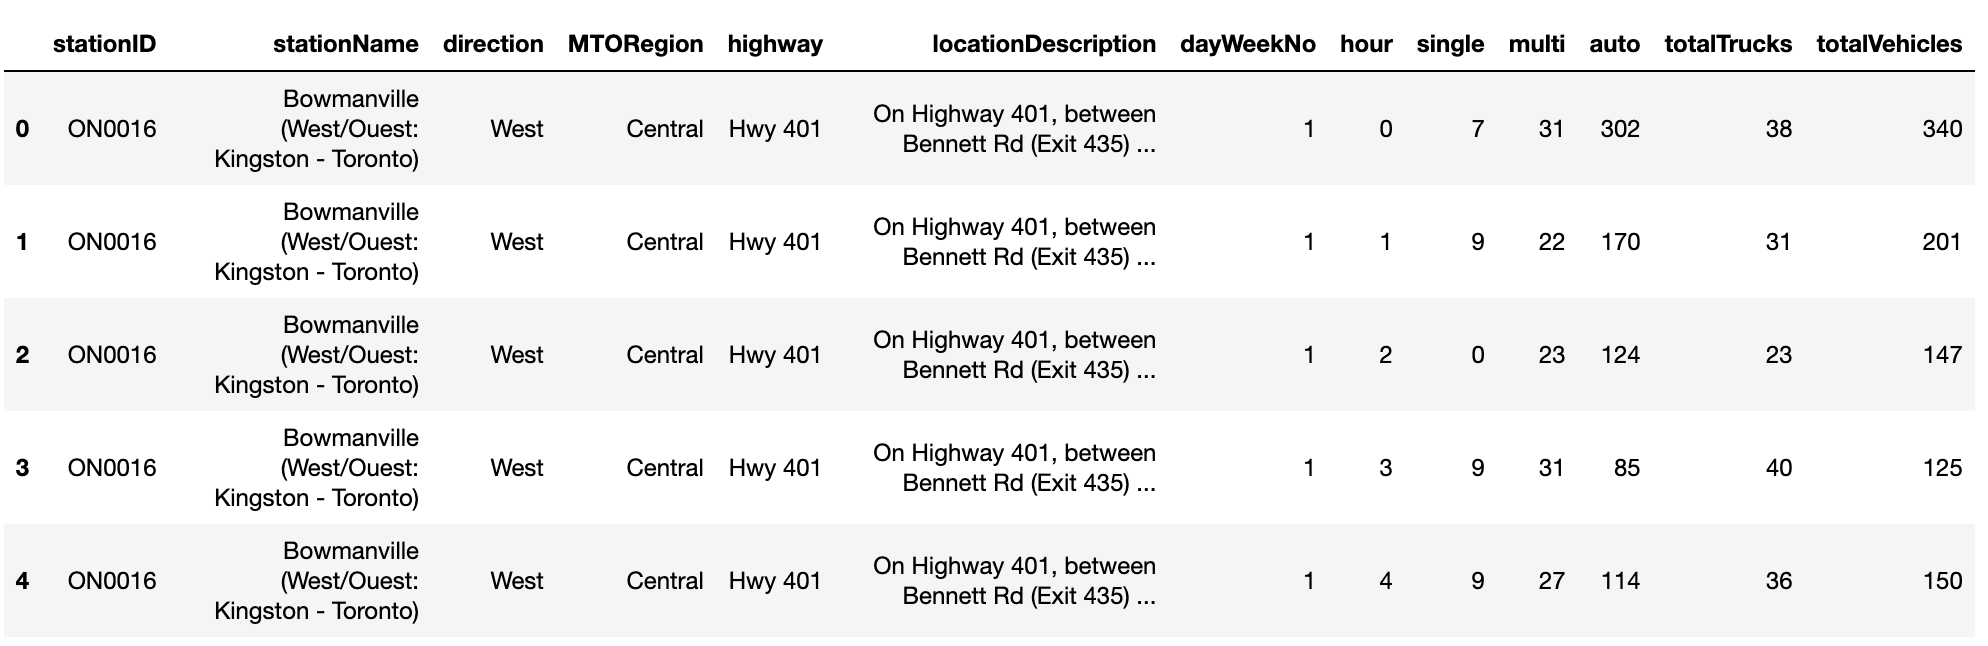 stationID stationName direction MTORegion highway locationDescription dayWeekNo hour single multi auto totalTrucks totalVehicles
Bowmanville
On Highway 401, between
0 ON0016 (West/Ouest: West Central Hwy 401 1 0 7 31 302 38 340
Bennett Rd (Exit 435) ...
Kingston - Toronto)
Bowmanville
On Highway 401, between
1 ON0016 (West/Ouest: West Central Hwy 401 1 1 9 22 170 31 201
Bennett Rd (Exit 435) ...
Kingston - Toronto)
Bowmanville
On Highway 401, between
2 ON0016 (West/Ouest: West Central Hwy 401 1 2 0 23 124 23 147
Bennett Rd (Exit 435) ...
Kingston - Toronto)
Bowmanville
On Highway 401, between
3 ON0016 (West/Ouest: West Central Hwy 401 1 3 9 31 85 40 125
Bennett Rd (Exit 435) ...
Kingston - Toronto)
Bowmanville
On Highway 401, between
4 ON0016 (West/Ouest: West Central Hwy 401 1 4 9 27 114 36 150
Bennett Rd (Exit 435) ...
Kingston - Toronto)